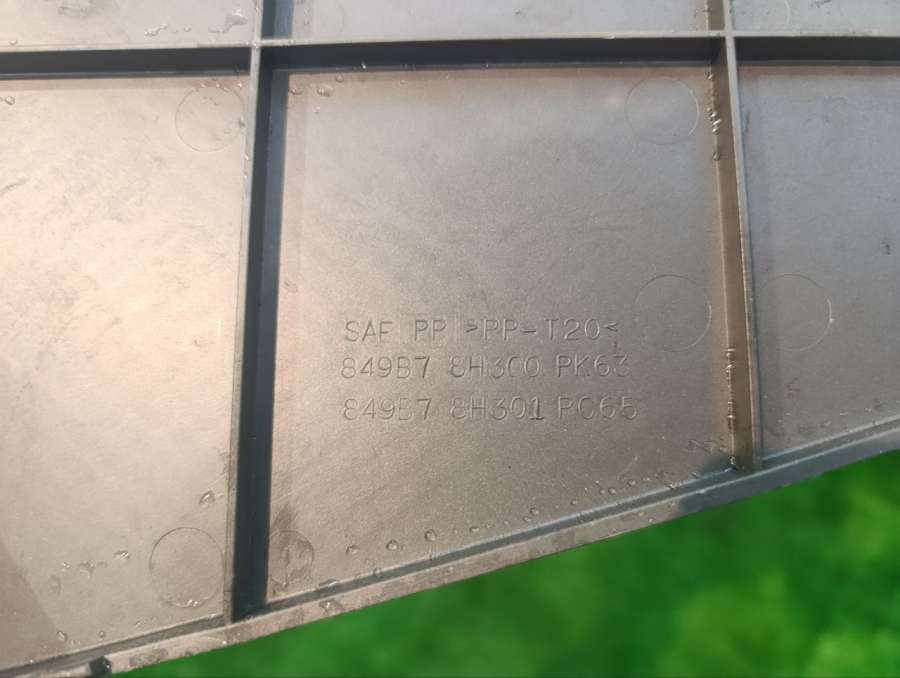 SAF PP >PP-T20<
849B7 8H300 PK63
849B7 8H301 PC65